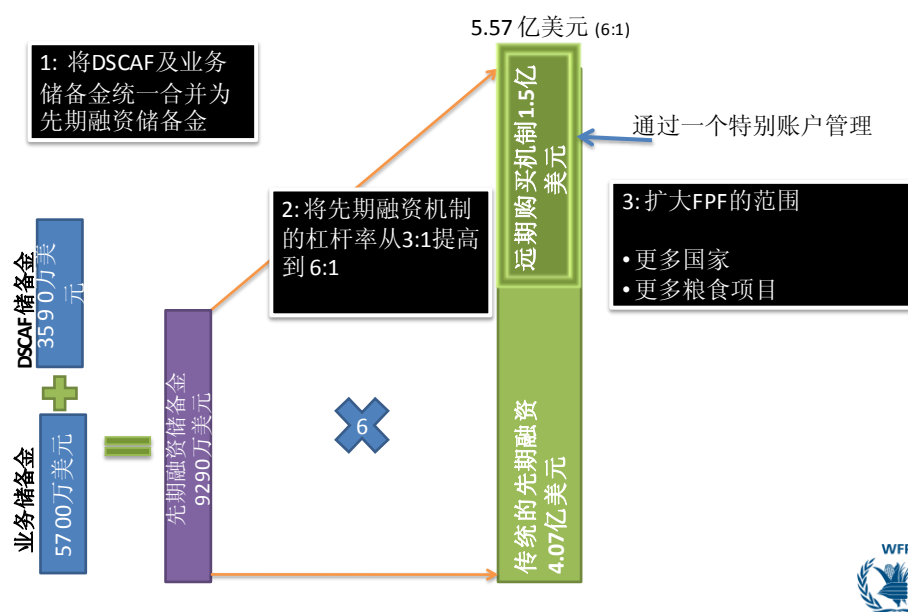 5.57 亿美元 (6:1)
1: 将DSCAF及业务
储备金统一合并为
先期融资储备金
远期购买机制 1.5亿
美元
通过一个特别账户管理
2: 将先期融资机制
的杠杆率从3:1提高
到 6:1
3: 扩大FPF的范围
• 更多国家
• 更多粮食项目
DSCAF储备金
3590万美
元
业务储备金
5700万美元
先期融资储备金
9290万美元
6
传统的先期融资
4.07亿美元
WFP